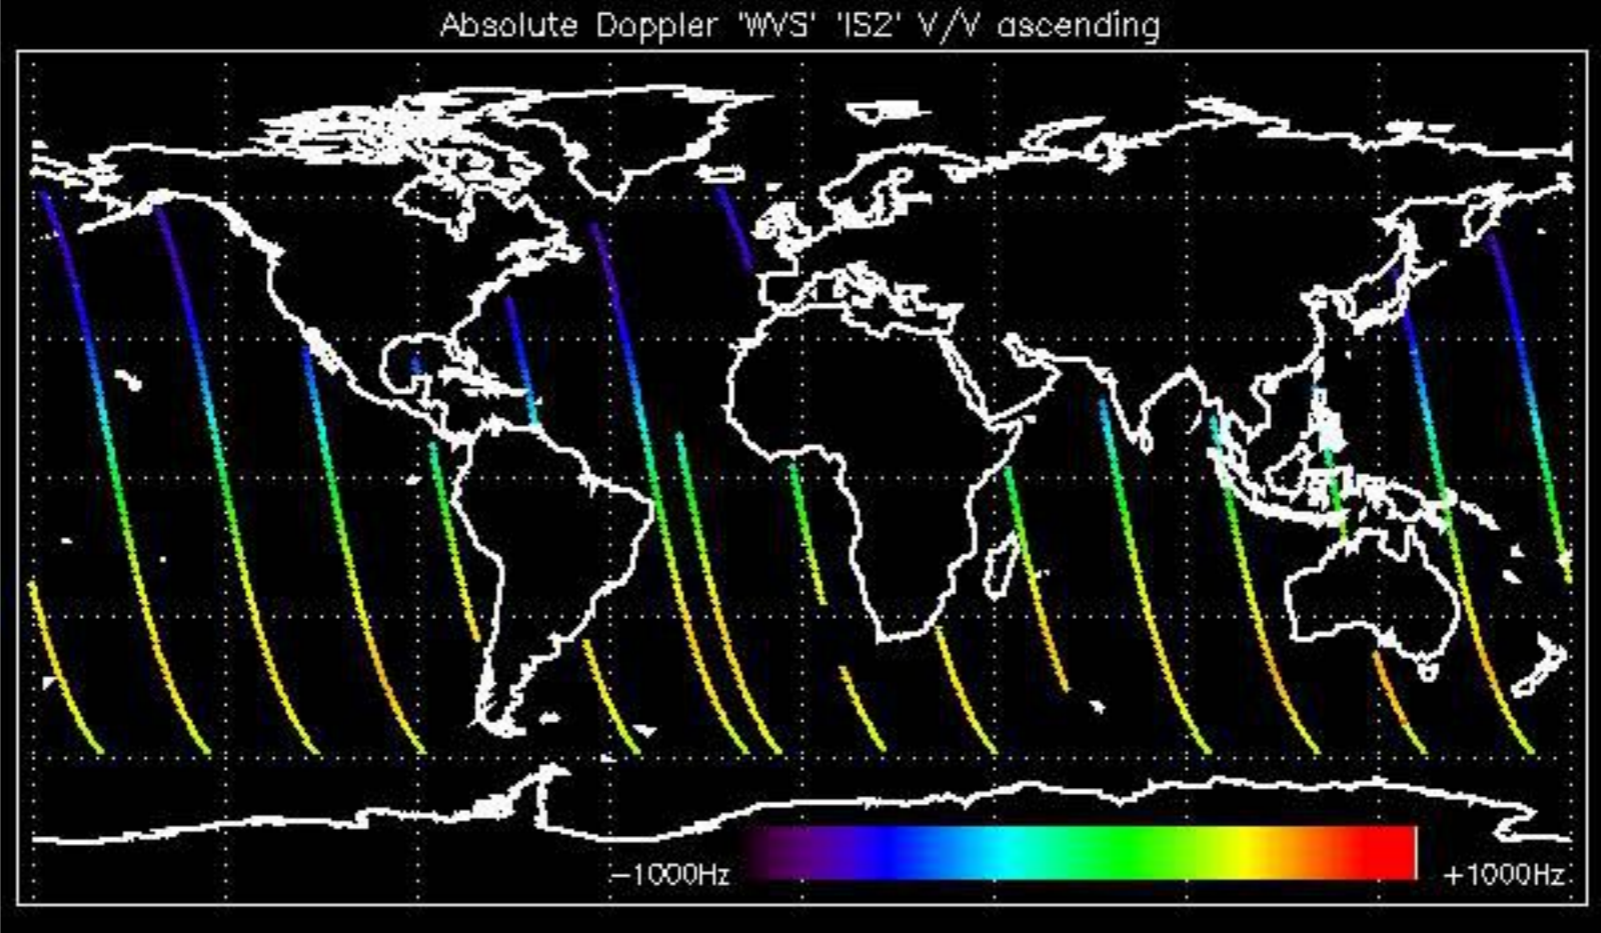 Absolute Doppler 'WVS' 'IS2' V/V ascending
-1000Hz +1000Hz